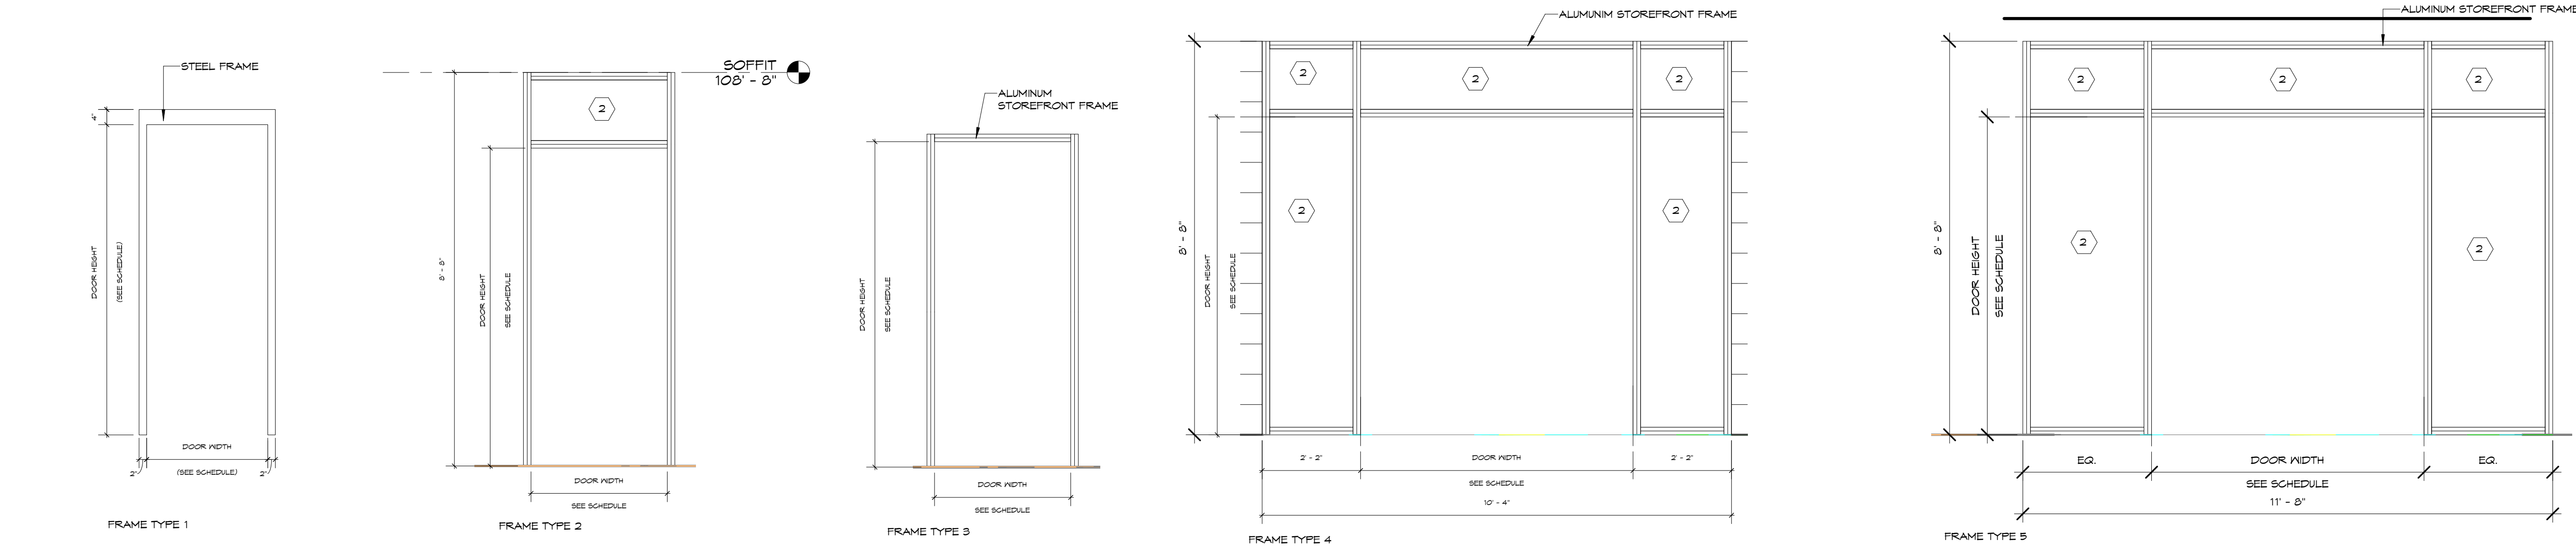 STEEL FRAME
4"
DOOR HEIGHT
(SEE SCHEDULE)
DOOR WIDTH
2"
(SEE SCHEDULE)
2"
FRAME TYPE 1
SOFFIT
108' - 8"
2
8' - 8"
DOOR HEIGHT
SEE SCHEDULE
DOOR WIDTH
SEE SCHEDULE
FRAME TYPE 2
ALUMINUM
STOREFRONT FRAME
DOOR HEIGHT
SEE SCHEDULE
DOOR WIDTH
SEE SCHEDULE
FRAME TYPE 3
ALUMUNIM STOREFRONT FRAME
2
2
2
2
2
8' - 8"
DOOR HEIGHT
SEE SCHEDULE
2' - 2"
DOOR WIDTH
2' - 2"
SEE SCHEDULE
10' - 4"
FRAME TYPE 4
ALUMINUM STOREFRONT FRAME
2
2
2
2
2
8' - 8"
DOOR HEIGHT
SEE SCHEDULE
EQ.
DOOR WIDTH
EQ.
SEE SCHEDULE
11' - 8"
FRAME TYPE 5